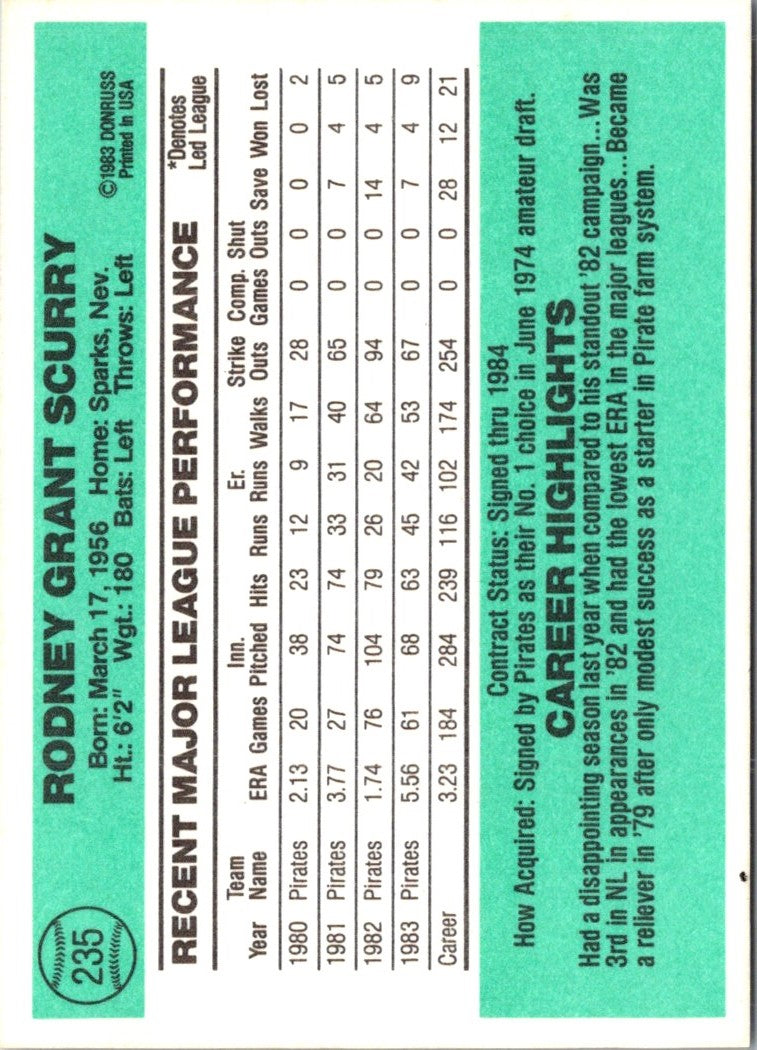 235
RODNEY GRANT SCURRY
©1983 DONRUSS
Printed In USA
Born: March 17, 1956 Home: Sparks, Nev.
Ht.: 6'2" Wgt.: 180 Bats: Left Throws: Left
RECENT MAJOR LEAGUE PERFORMANCE
*Denotes
Led League
Team Inn. Er. Strike Comp. Shut
Year Name ERA Games Pitched Hits Runs Runs Walks Outs Games Outs Save Won Lost
1980 Pirates 2.13 20 38 23 12 9 17 28 0 0 0 0 2
1981 Pirates 3.77 27 74 74 33 31 40 65 0 0 7 4 5
1982 Pirates 1.74 76 104 79 26 20 64 94 0 0 14 4 5
1983 Pirates 5.56 61 68 63 45 42 53 67 0 0 7 4 9
Career 3.23 184 284 239 116 102 174 254 0 0 28 12 21
Contract Status: Signed thru 1984
How Acquired: Signed by Pirates as their No. 1 choice in June 1974 amateur draft.
CAREER HIGHLIGHTS
Had a disappointing season last year when compared to his standout '82 campaign...Was
3rd in NL in appearances in '82 and had the lowest ERA in the major leagues...Became
a reliever in '79 after only modest success as a starter in Pirate farm system.